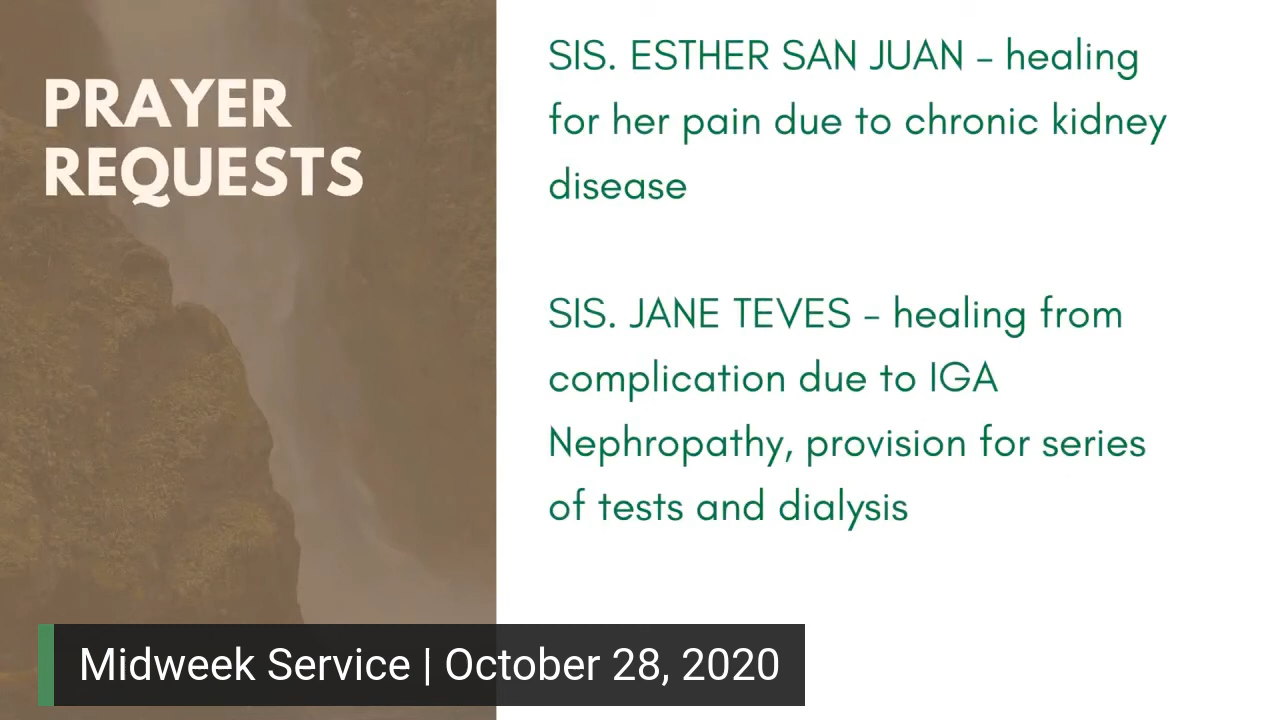 PRAYER
REQUESTS
SIS. ESTHER SAN JUAN - healing
for her pain due to chronic kidney
disease
SIS. JANE TEVES - healing from
complication due to IGA
Nephropathy, provision for series
of tests and dialysis
Midweek Service | October 28, 2020